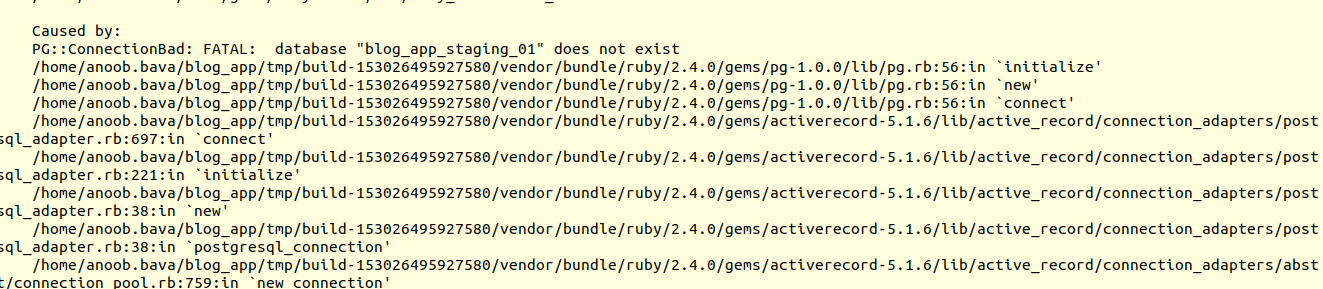 Caused by:
PG::ConnectionBad: FATAL:  database "blog_app_staging_01" does not exist
/home/anoob.bava/blog_app/tmp/build-153026495927580/vendor/bundle/ruby/2.4.0/gems/pg-1.0.0/lib/pg.rb:56:in `initialize'
/home/anoob.bava/blog_app/tmp/build-153026495927580/vendor/bundle/ruby/2.4.0/gems/pg-1.0.0/lib/pg.rb:56:in `new'
/home/anoob.bava/blog_app/tmp/build-153026495927580/vendor/bundle/ruby/2.4.0/gems/pg-1.0.0/lib/pg.rb:56:in `connect'
/home/anoob.bava/blog_app/tmp/build-153026495927580/vendor/bundle/ruby/2.4.0/gems/activerecord-5.1.6/lib/active_record/connection_adapters/post
sql_adapter.rb:697:in `connect'
/home/anoob.bava/blog_app/tmp/build-153026495927580/vendor/bundle/ruby/2.4.0/gems/activerecord-5.1.6/lib/active_record/connection_adapters/post
sql_adapter.rb:221:in `initialize'
/home/anoob.bava/blog_app/tmp/build-153026495927580/vendor/bundle/ruby/2.4.0/gems/activerecord-5.1.6/lib/active_record/connection_adapters/post
sql_adapter.rb:38:in `new'
/home/anoob.bava/blog_app/tmp/build-153026495927580/vendor/bundle/ruby/2.4.0/gems/activerecord-5.1.6/lib/active_record/connection_adapters/post
sql_adapter.rb:38:in `postgresql_connection'
/home/anoob.bava/blog_app/tmp/build-153026495927580/vendor/bundle/ruby/2.4.0/gems/activerecord-5.1.6/lib/active_record/connection_adapters/abst
t/connection_pool.rb:759:in `new_connection'